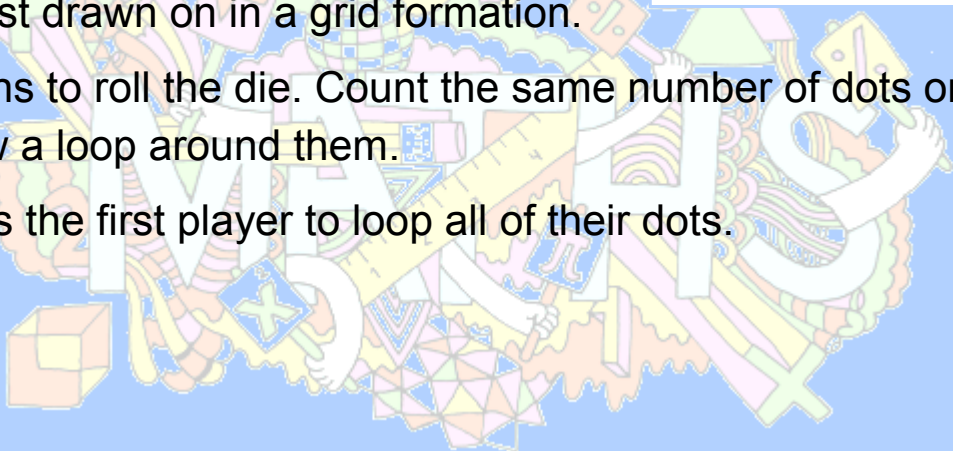 st drawn on in a grid formation.
ns to roll the die. Count the same number of dots or
w a loop around them.
s the first player to loop all of their dots.
MATHS